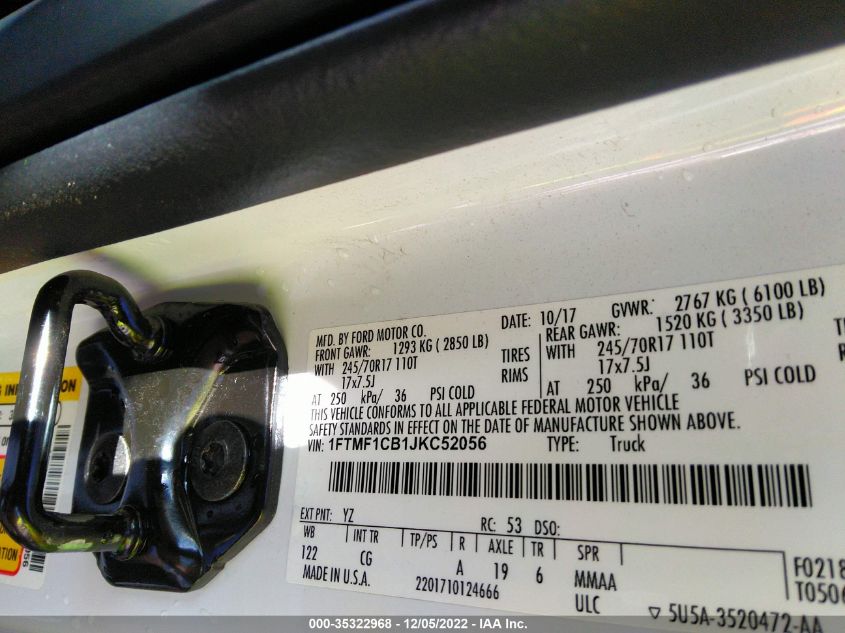 MFD. BY FORD MOTOR CO. DATE: 10/17 GVWR: 2767 KG ( 6100 LB)
FRONT GAWR: 1293 KG ( 2850 LB) REAR GAWR: 1520 KG ( 3350 LB)
WITH 245/70R17 110T TIRES WITH 245/70R17 110T
17x7.5J RIMS 17x7.5J
AT 250 kPa/ 36 PSI COLD AT 250 kPa/ 36 PSI COLD
THIS VEHICLE CONFORMS TO ALL APPLICABLE FEDERAL MOTOR VEHICLE
SAFETY STANDARDS IN EFFECT ON THE DATE OF MANUFACTURE SHOWN ABOVE.
VIN: 1FTMF1CB1JKC52056 TYPE: Truck
EXT PNT: YZ RC: 53 DSO:
WB INT TR TP/PS R AXLE TR SPR
122 CG A 19 6 MMAA F0218
MADE IN U.S.A. 2201710124666 ULC T0506
▽ 5U5A-3520472-AA
000-35322968 - 12/05/2022 - IAA Inc.